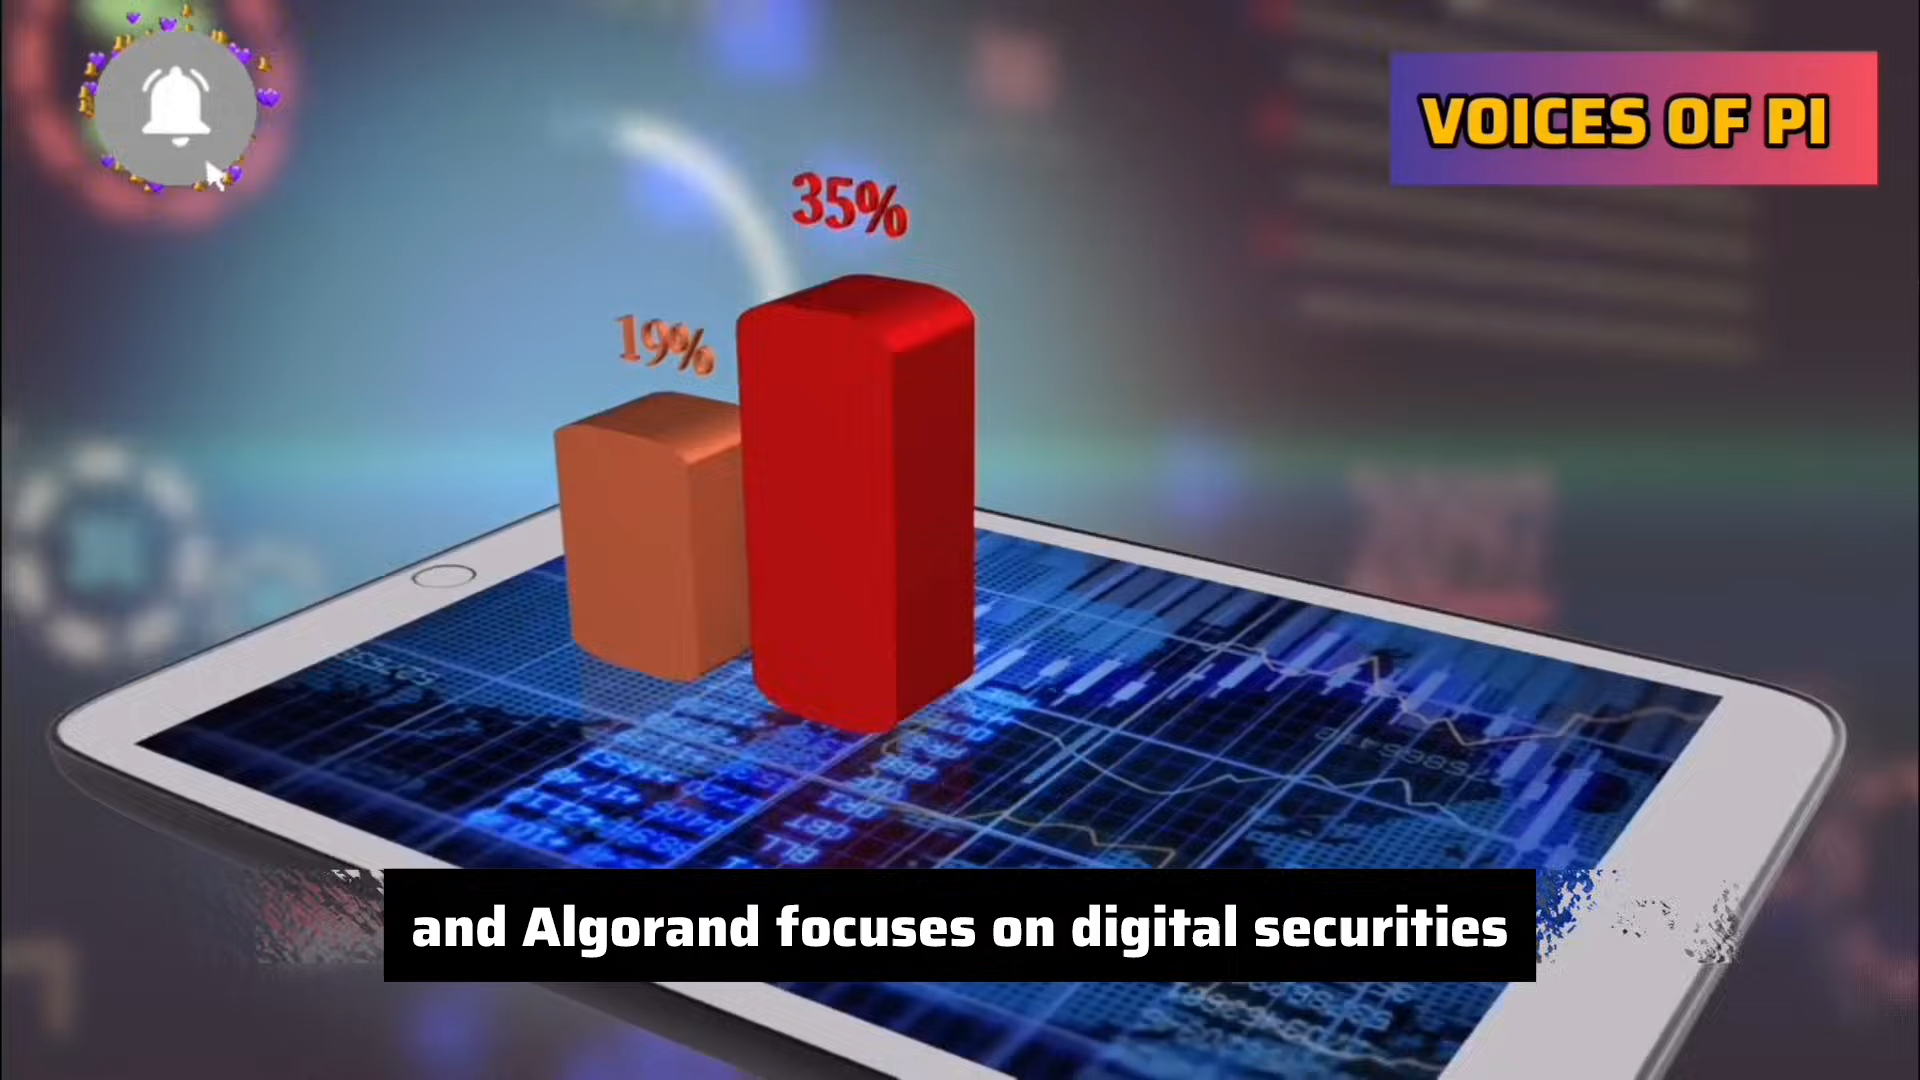 VOICES OF PI
35%
19%
and Algorand focuses on digital securities